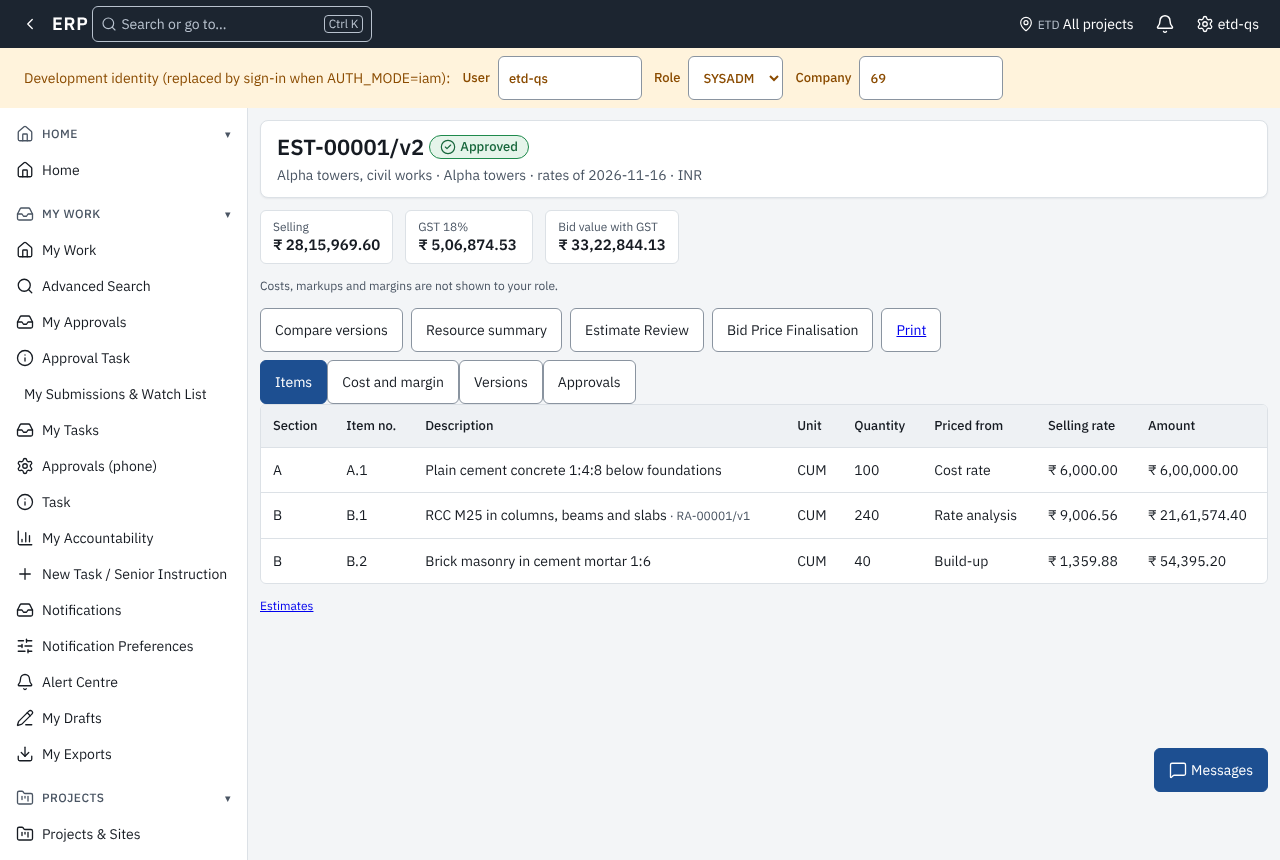 ERP
Search or go to...
Ctrl K
ETD All projects
etd-qs
Development identity (replaced by sign-in when AUTH_MODE=iam): User etd-qs Role SYSADM Company 69
HOME
Home
MY WORK
My Work
Advanced Search
My Approvals
Approval Task
My Submissions & Watch List
My Tasks
Approvals (phone)
Task
My Accountability
New Task / Senior Instruction
Notifications
Notification Preferences
Alert Centre
My Drafts
My Exports
PROJECTS
Projects & Sites
EST-00001/v2 Approved
Alpha towers, civil works · Alpha towers · rates of 2026-11-16 · INR
Selling
₹ 28,15,969.60
GST 18%
₹ 5,06,874.53
Bid value with GST
₹ 33,22,844.13
Costs, markups and margins are not shown to your role.
Compare versions Resource summary Estimate Review Bid Price Finalisation Print
Items Cost and margin Versions Approvals
Section Item no. Description Unit Quantity Priced from Selling rate Amount
A A.1 Plain cement concrete 1:4:8 below foundations CUM 100 Cost rate ₹ 6,000.00 ₹ 6,00,000.00
B B.1 RCC M25 in columns, beams and slabs · RA-00001/v1 CUM 240 Rate analysis ₹ 9,006.56 ₹ 21,61,574.40
B B.2 Brick masonry in cement mortar 1:6 CUM 40 Build-up ₹ 1,359.88 ₹ 54,395.20
Estimates
Messages